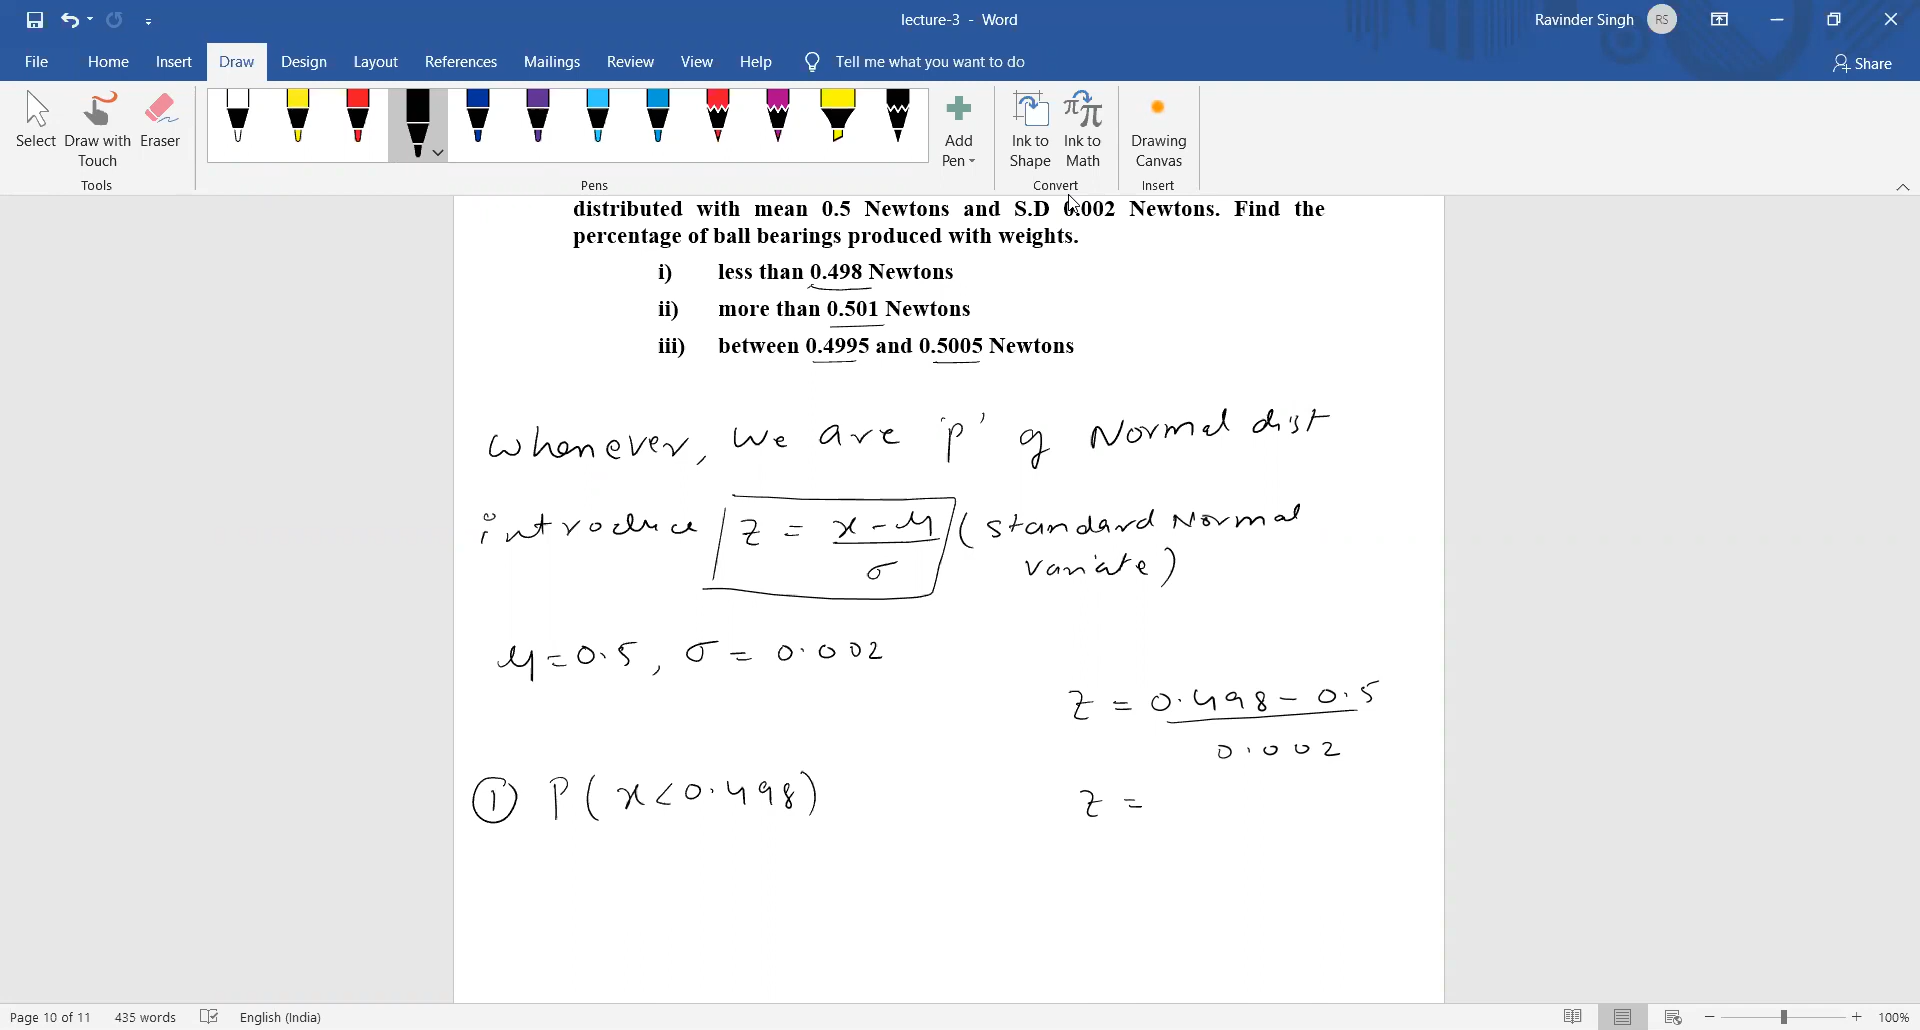 lecture-3 - Word
Ravinder Singh RS
File Home Insert Draw Design Layout References Mailings Review View Help Tell me what you want to do Share
Select Draw with Touch Eraser Add Pen Ink to Shape Ink to Math Drawing Canvas
Tools Pens Convert Insert
distributed with mean 0.5 Newtons and S.D 0.002 Newtons. Find the
percentage of ball bearings produced with weights.
i) less than 0.498 Newtons
ii) more than 0.501 Newtons
iii) between 0.4995 and 0.5005 Newtons
Whenever, we are 'p' of Normal dist
introduce z = x - μ / σ (standard Normal
variate)
μ = 0.5, σ = 0.002
z = 0.498 - 0.5 / 0.002
① P(x < 0.498) z =
Page 10 of 11 435 words English (India) 100%